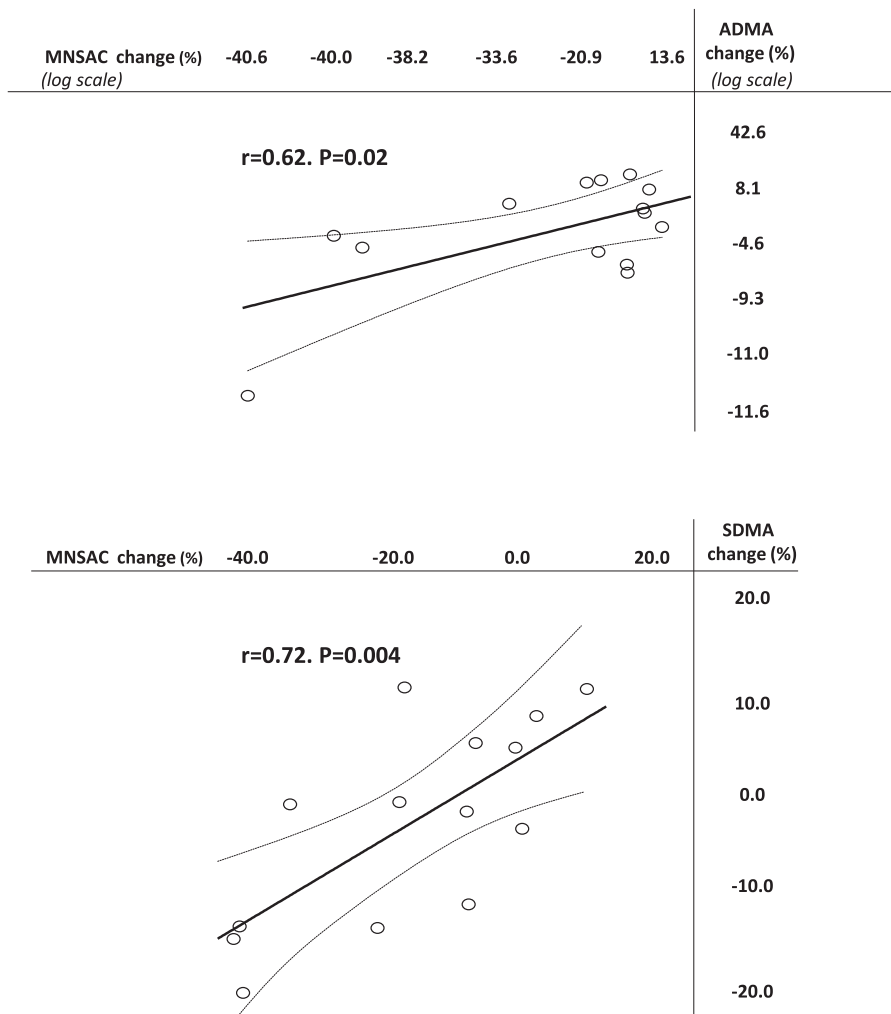 ADMA
MNSAC change (%) -40.6 -40.0 -38.2 -33.6 -20.9 13.6 change (%)
(log scale) (log scale)
42.6
r=0.62. P=0.02
8.1
-4.6
-9.3
-11.0
-11.6
SDMA
MNSAC change (%) -40.0 -20.0 0.0 20.0 change (%)
20.0
r=0.72. P=0.004
10.0
0.0
-10.0
-20.0